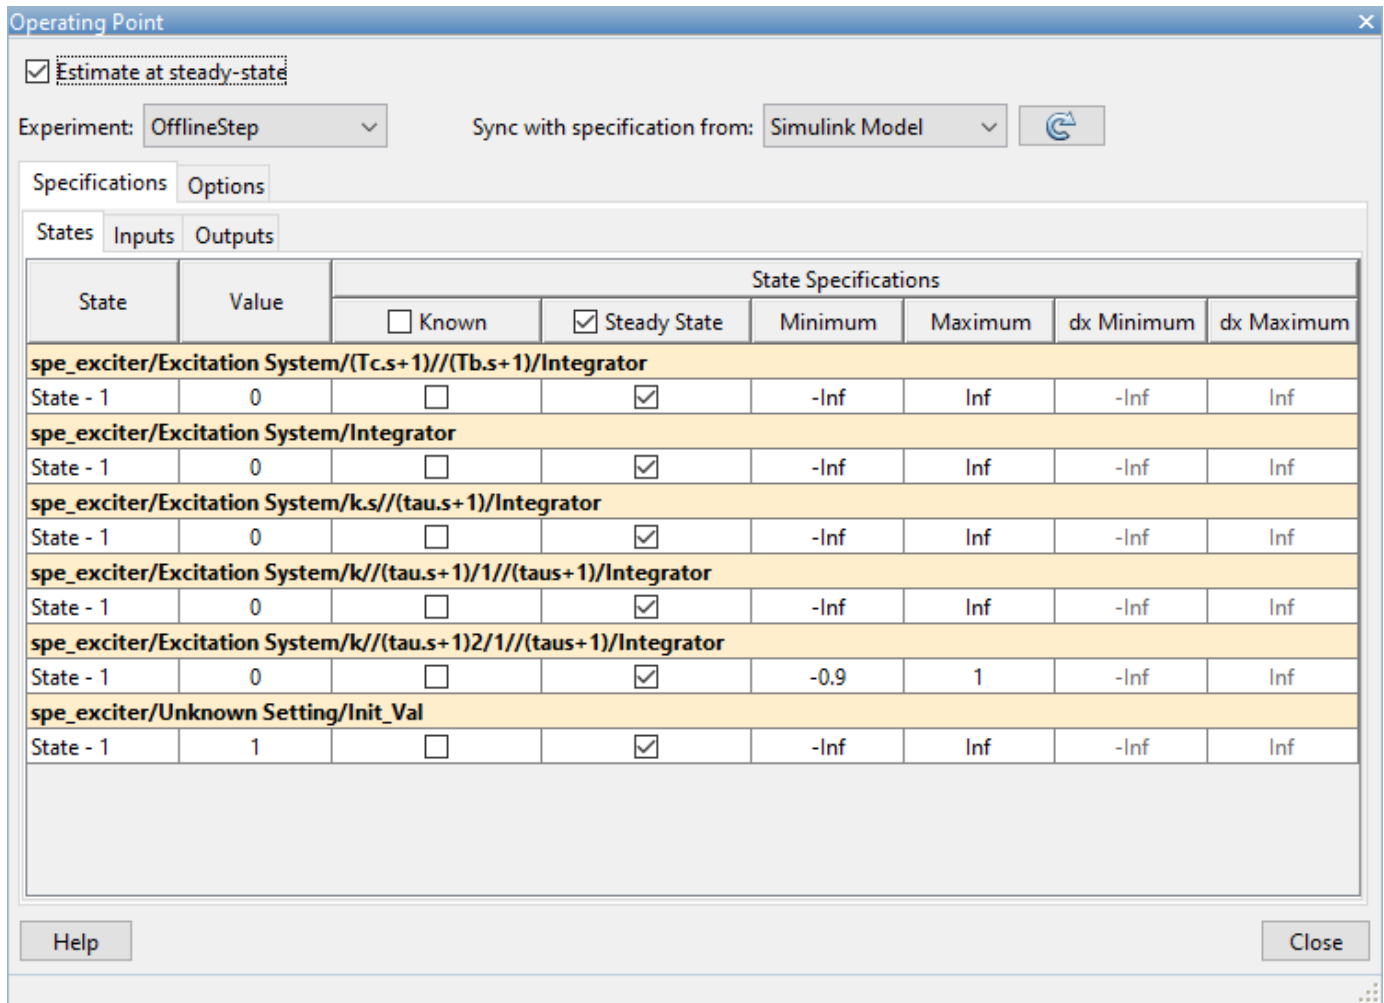 Operating Point
Estimate at steady-state
Experiment: OfflineStep Sync with specification from: Simulink Model
Specifications Options
States Inputs Outputs
State Value State Specifications
Known Steady State Minimum Maximum dx Minimum dx Maximum
spe_exciter/Excitation System/(Tc.s+1)//(Tb.s+1)/Integrator
State - 1 0 -Inf Inf -Inf Inf
spe_exciter/Excitation System/Integrator
State - 1 0 -Inf Inf -Inf Inf
spe_exciter/Excitation System/k.s//(tau.s+1)/Integrator
State - 1 0 -Inf Inf -Inf Inf
spe_exciter/Excitation System/k//(tau.s+1)/1//(taus+1)/Integrator
State - 1 0 -Inf Inf -Inf Inf
spe_exciter/Excitation System/k//(tau.s+1)2/1//(taus+1)/Integrator
State - 1 0 -0.9 1 -Inf Inf
spe_exciter/Unknown Setting/Init_Val
State - 1 1 -Inf Inf -Inf Inf
Help Close